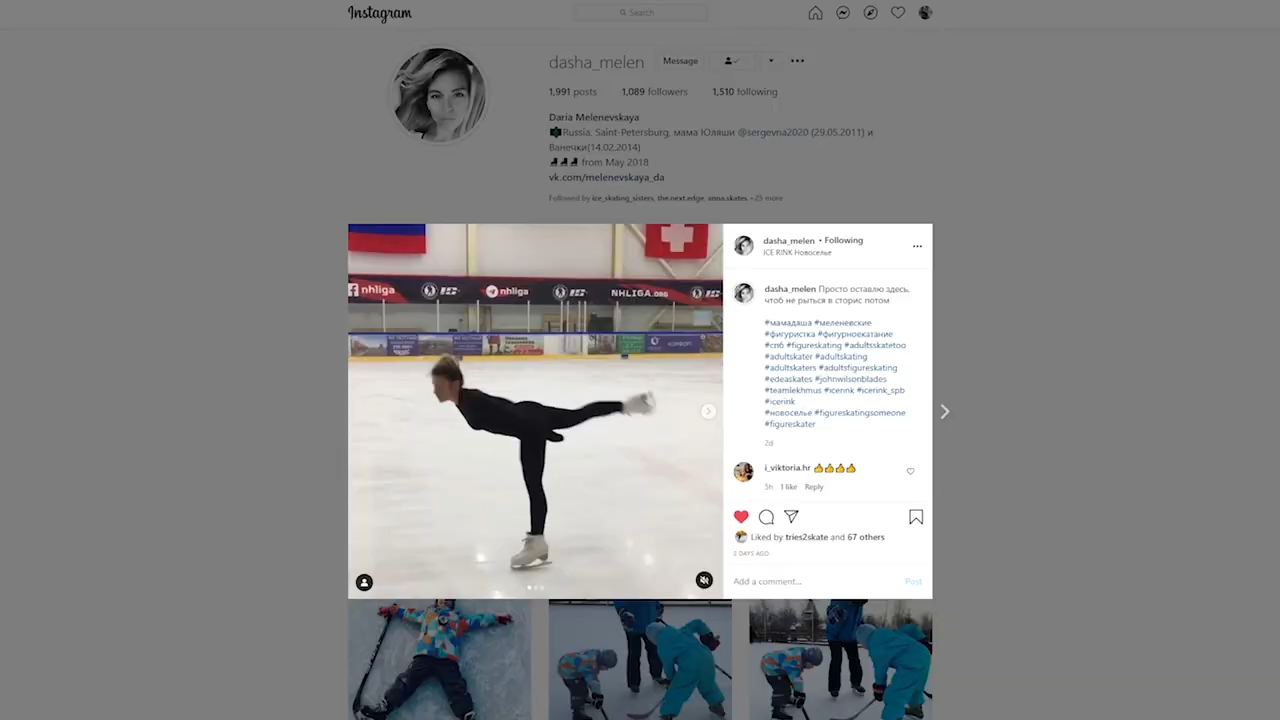 Instagram
Search
dasha_melen
Message
1,991 posts 1,089 followers 1,510 following
Daria Melenevskaya
Russia, Saint-Petersburg, мама Юляши @sergevna2020 (29.05.2011) и
Ванечки(14.02.2014)
from May 2018
vk.com/melenevskaya_da
Followed by ice_skating_sisters, the.next.edge, anna.skates, + 25 more
nhliga
nhliga
NHLIGA.ORG
КОМФОРТ
dasha_melen • Following
ICE RINK Новоселье
dasha_melen Просто оставлю здесь,
чтоб не рыться в сторис потом
#мамадаша #меленевские
#фигуристка #фигурноекатание
#спб #figureskating #adultsskatetoo
#adultskater #adultskating
#adultskaters #adultsfigureskating
#edeaskates #johnwilsonblades
#teamlekhmus #icerink #icerink_spb
#icerink
#новоселье #figureskatingsomeone
#figureskater
2d
i_viktoria.hr 👍👍👍👍
5h 1 like Reply
Liked by tries2skate and 67 others
2 DAYS AGO
Add a comment...
Post